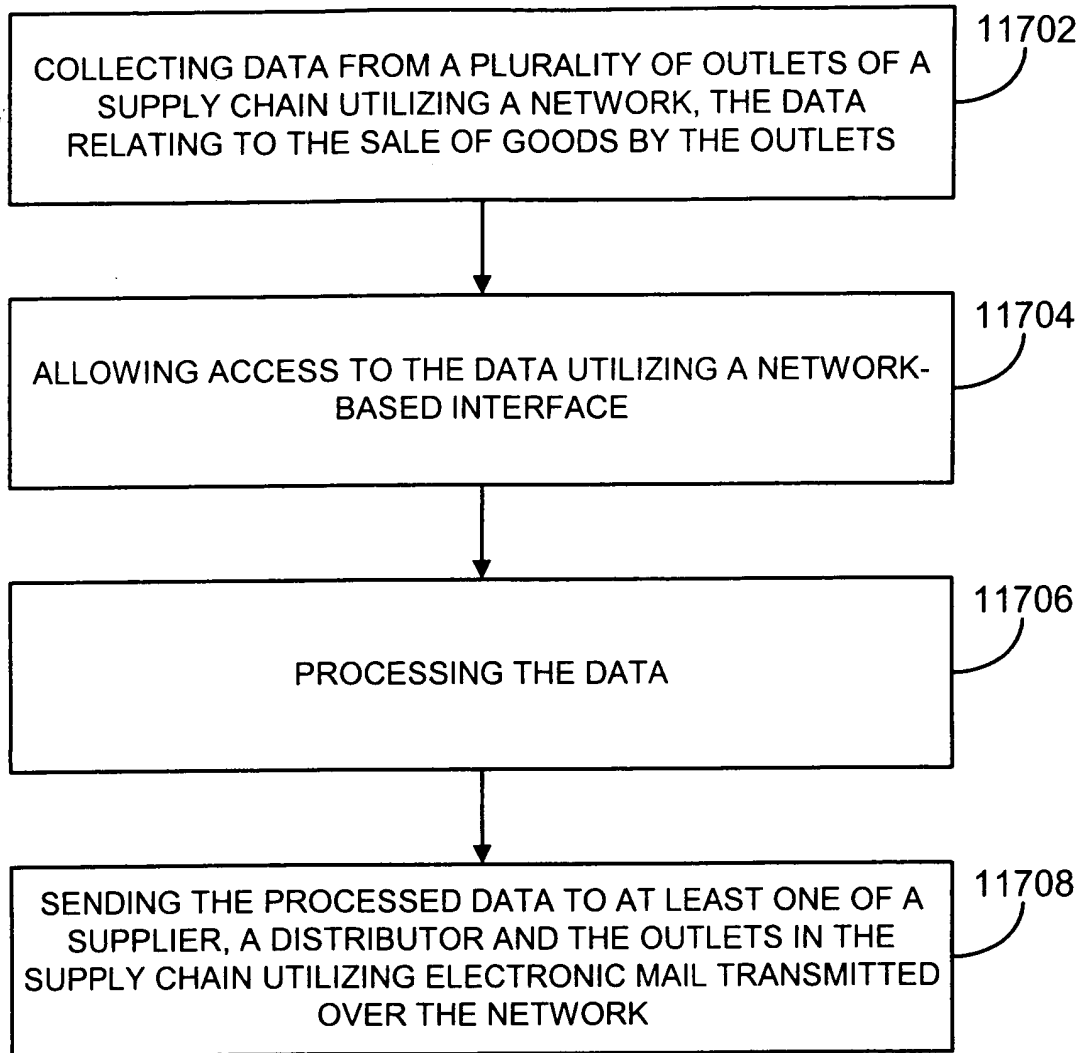 11702
COLLECTING DATA FROM A PLURALITY OF OUTLETS OF A
SUPPLY CHAIN UTILIZING A NETWORK, THE DATA
RELATING TO THE SALE OF GOODS BY THE OUTLETS
11704
ALLOWING ACCESS TO THE DATA UTILIZING A NETWORK-
BASED INTERFACE
11706
PROCESSING THE DATA
11708
SENDING THE PROCESSED DATA TO AT LEAST ONE OF A
SUPPLIER, A DISTRIBUTOR AND THE OUTLETS IN THE
SUPPLY CHAIN UTILIZING ELECTRONIC MAIL TRANSMITTED
OVER THE NETWORK